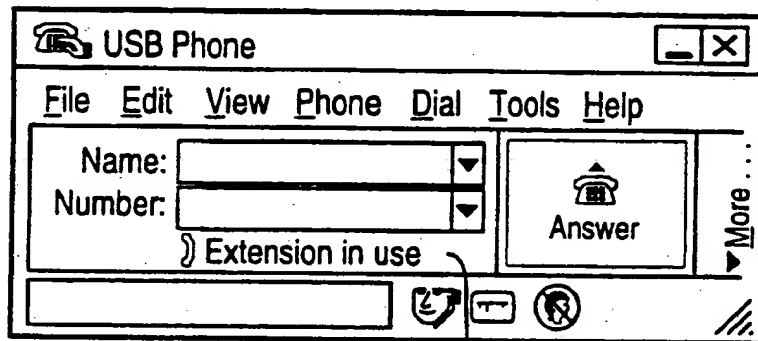 USB Phone
File Edit View Phone Dial Tools Help
Name:
Number:
Extension in use
Answer
More...